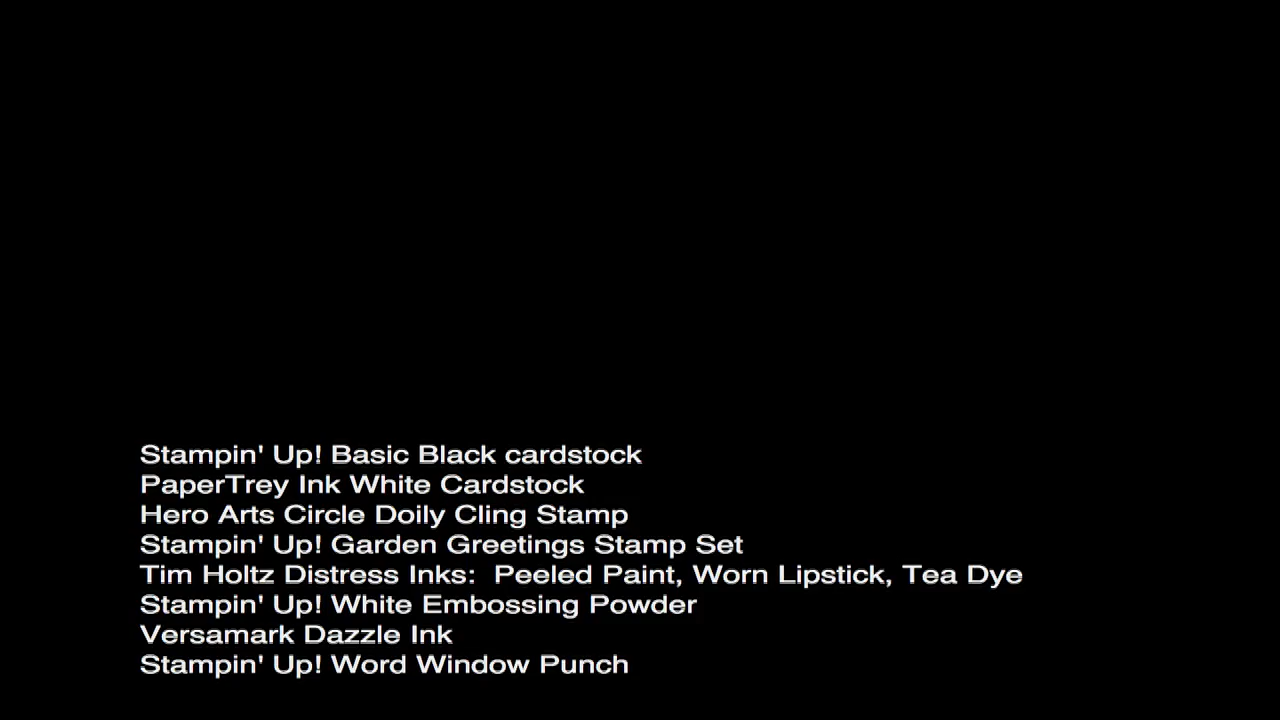 Stampin' Up! Basic Black cardstock
PaperTrey Ink White Cardstock
Hero Arts Circle Doily Cling Stamp
Stampin' Up! Garden Greetings Stamp Set
Tim Holtz Distress Inks:  Peeled Paint, Worn Lipstick, Tea Dye
Stampin' Up! White Embossing Powder
Versamark Dazzle Ink
Stampin' Up! Word Window Punch